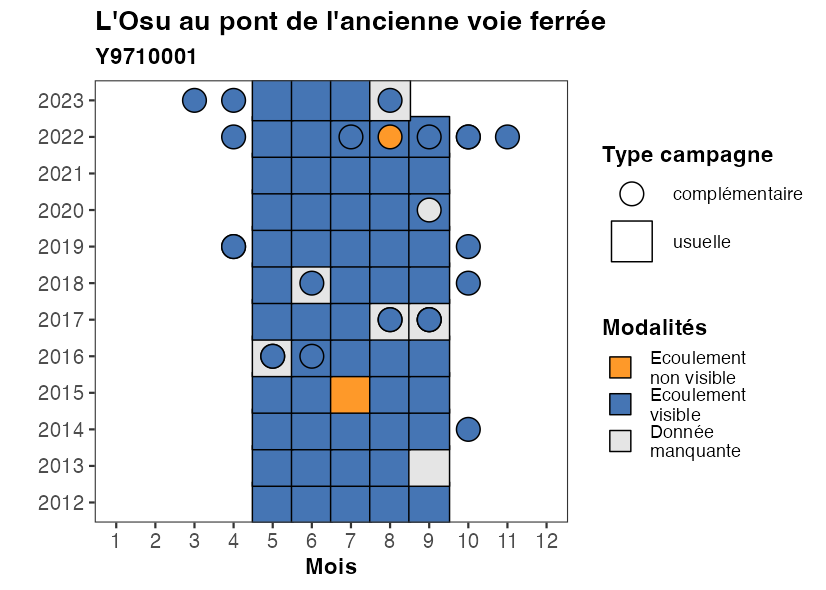 L'Osu au pont de l'ancienne voie ferrée
Y9710001
2023
2022
2021
2020
2019
2018
2017
2016
2015
2014
2013
2012
1 2 3 4 5 6 7 8 9 10 11 12
Mois
Type campagne
complémentaire
usuelle
Modalités
Ecoulement
non visible
Ecoulement
visible
Donnée
manquante